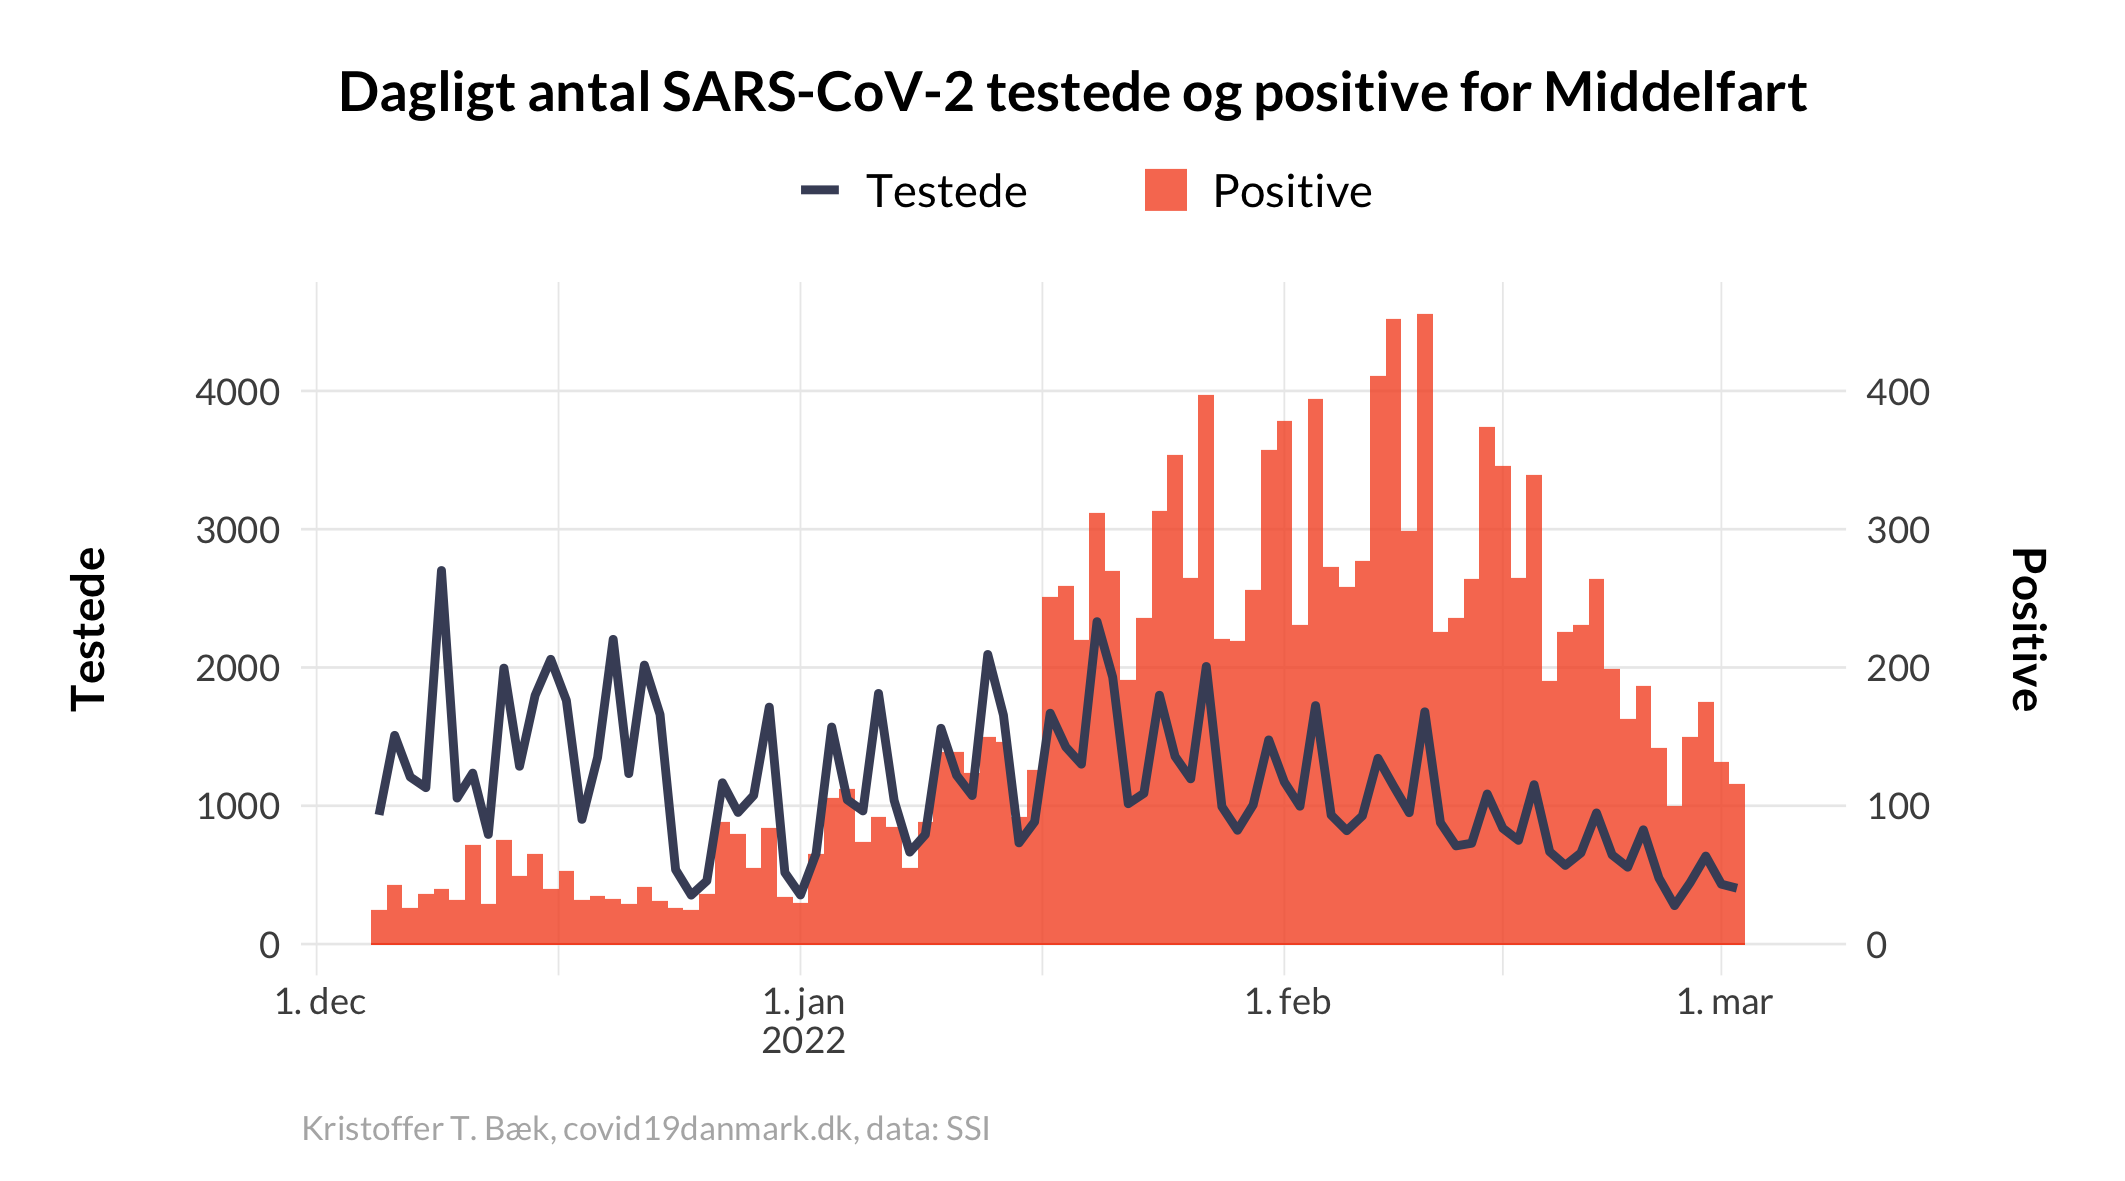 Dagligt antal SARS-CoV-2 testede og positive for Middelfart
Testede
Positive
Testede
4000
3000
2000
1000
0
400
300
200
100
0
Positive
1. dec
1. jan
2022
1. feb
1. mar
Kristoffer T. Bæk, covid19danmark.dk, data: SSI